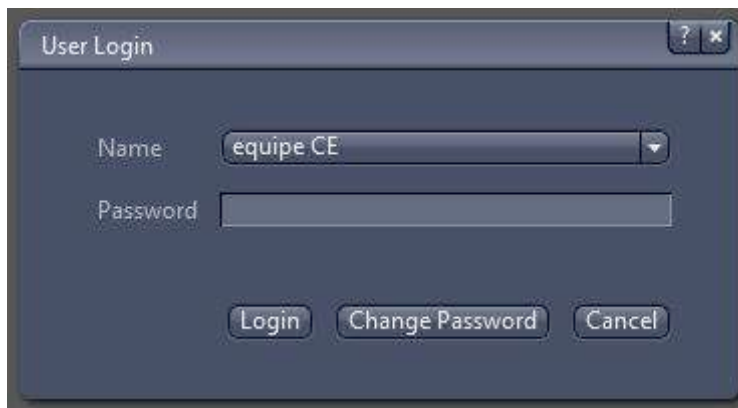 User Login
? ×
Name
equipe CE
Password
Login
Change Password
Cancel